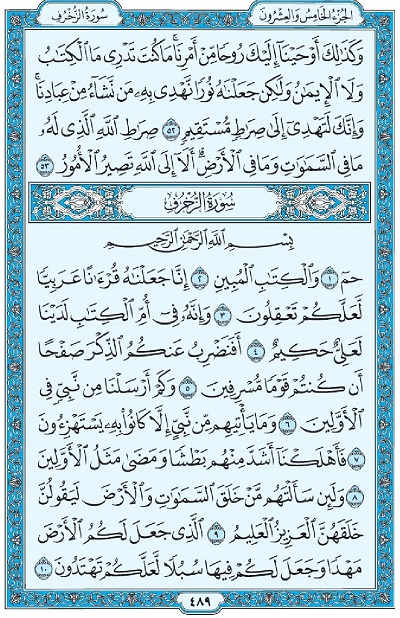 الجزء الخامس والعشرون
سورة الزخرف
وَكَذَٰلِكَ أَوْحَيْنَآ إِلَيْكَ رُوحًا مِّنْ أَمْرِنَا ۚ مَا كُنتَ تَدْرِى مَا ٱلْكِتَٰبُ
وَلَا ٱلْإِيمَٰنُ وَلَٰكِن جَعَلْنَٰهُ نُورًا نَّهْدِى بِهِۦ مَن نَّشَآءُ مِنْ عِبَادِنَا ۚ
وَإِنَّكَ لَتَهْدِىٓ إِلَىٰ صِرَٰطٍ مُّسْتَقِيمٍ ٥٢ صِرَٰطِ ٱللَّهِ ٱلَّذِى لَهُۥ
مَا فِى ٱلسَّمَٰوَٰتِ وَمَا فِى ٱلْأَرْضِ ۗ أَلَآ إِلَى ٱللَّهِ تَصِيرُ ٱلْأُمُورُ ٥٣
سورة الزخرف
بِسْمِ ٱللَّهِ ٱلرَّحْمَٰنِ ٱلرَّحِيمِ
حمٓ ١ وَٱلْكِتَٰبِ ٱلْمُبِينِ ٢ إِنَّا جَعَلْنَٰهُ قُرْءَٰنًا عَرَبِيًّا
لَّعَلَّكُمْ تَعْقِلُونَ ٣ وَإِنَّهُۥ فِىٓ أُمِّ ٱلْكِتَٰبِ لَدَيْنَا
لَعَلِىٌّ حَكِيمٌ ٤ أَفَنَضْرِبُ عَنكُمُ ٱلذِّكْرَ صَفْحًا
أَن كُنتُمْ قَوْمًا مُّسْرِفِينَ ٥ وَكَمْ أَرْسَلْنَا مِن نَّبِىٍّ فِى
ٱلْأَوَّلِينَ ٦ وَمَا يَأْتِيهِم مِّن نَّبِىٍّ إِلَّا كَانُوا۟ بِهِۦ يَسْتَهْزِءُونَ
٧ فَأَهْلَكْنَآ أَشَدَّ مِنْهُم بَطْشًا وَمَضَىٰ مَثَلُ ٱلْأَوَّلِينَ
٨ وَلَئِن سَأَلْتَهُم مَّنْ خَلَقَ ٱلسَّمَٰوَٰتِ وَٱلْأَرْضَ لَيَقُولُنَّ
خَلَقَهُنَّ ٱلْعَزِيزُ ٱلْعَلِيمُ ٩ ٱلَّذِى جَعَلَ لَكُمُ ٱلْأَرْضَ
مَهْدًا وَجَعَلَ لَكُمْ فِيهَا سُبُلًا لَّعَلَّكُمْ تَهْتَدُونَ ١٠
٤٨٩